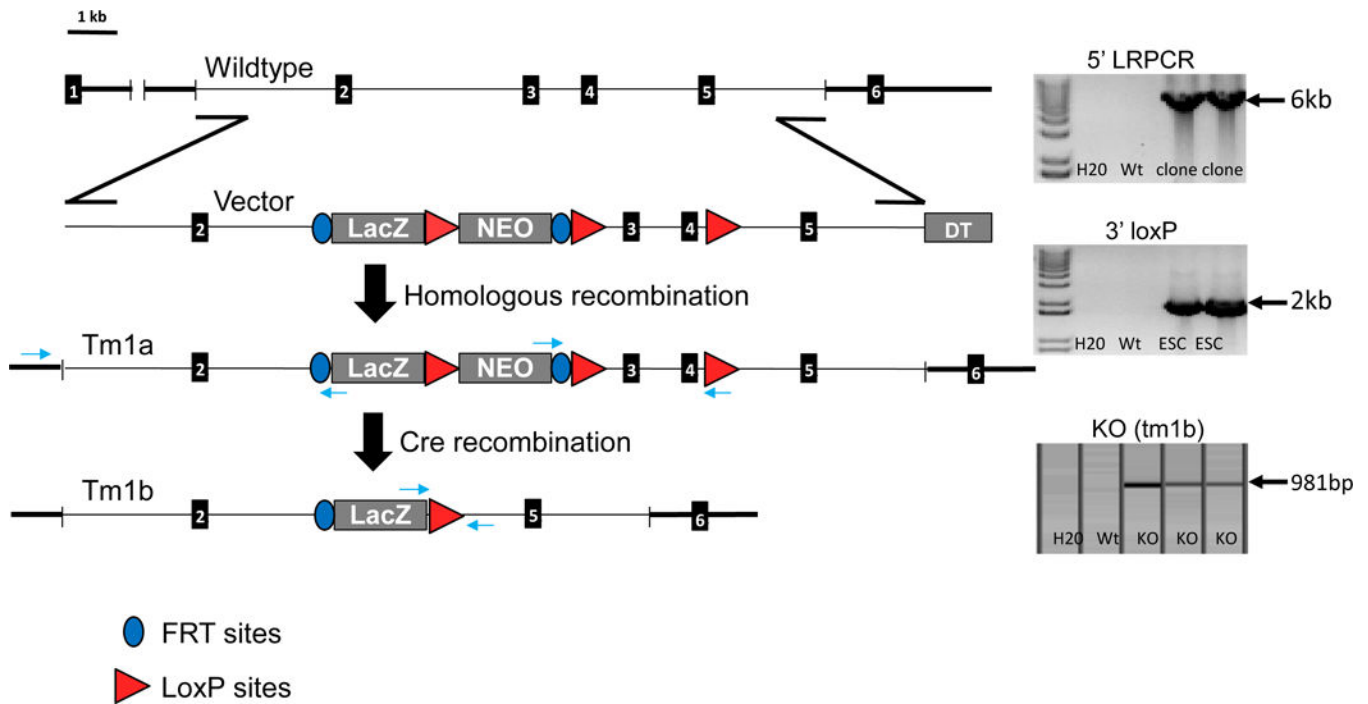 1 kb
Wildtype
1 2 3 4 5 6
Vector
2 LacZ NEO 3 4 5 DT
Homologous recombination
Tm1a
2 LacZ NEO 3 4 5 6
Cre recombination
Tm1b
2 LacZ 5 6
FRT sites
LoxP sites
5’ LRPCR
6kb
H20 Wt clone clone
3’ loxP
2kb
H20 Wt ESC ESC
KO (tm1b)
981bp
H20 Wt KO KO KO